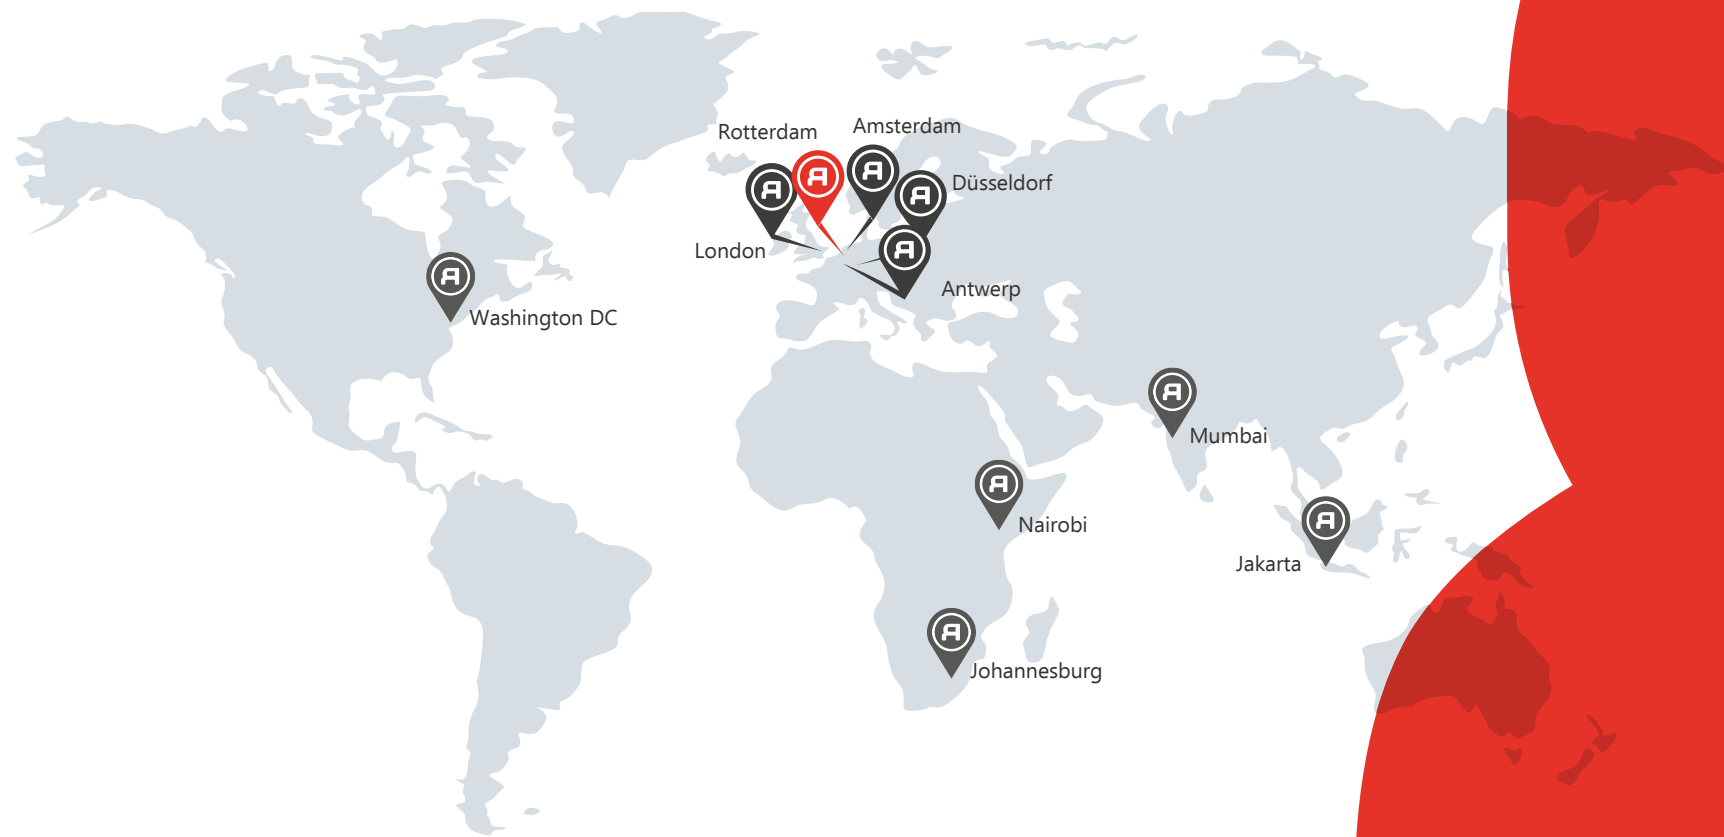 Rotterdam
Amsterdam
Düsseldorf
London
Antwerp
Washington DC
Mumbai
Nairobi
Jakarta
Johannesburg